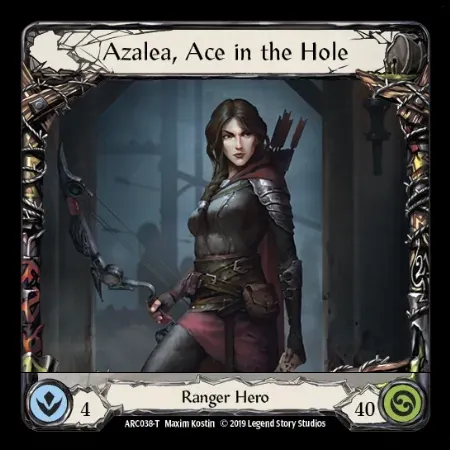 Azalea, Ace in the Hole
4 Ranger Hero 40
ARC038-T Maxim Kostin © 2019 Legend Story Studios